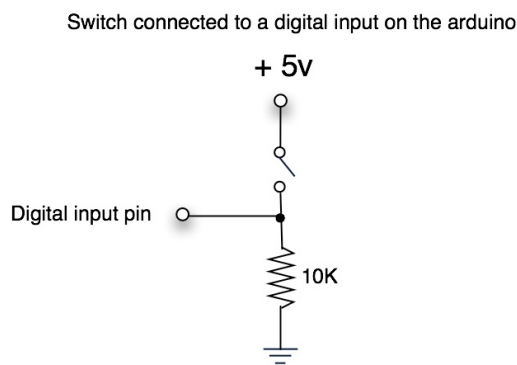 Switch connected to a digital input on the arduino
+ 5v
Digital input pin
10K